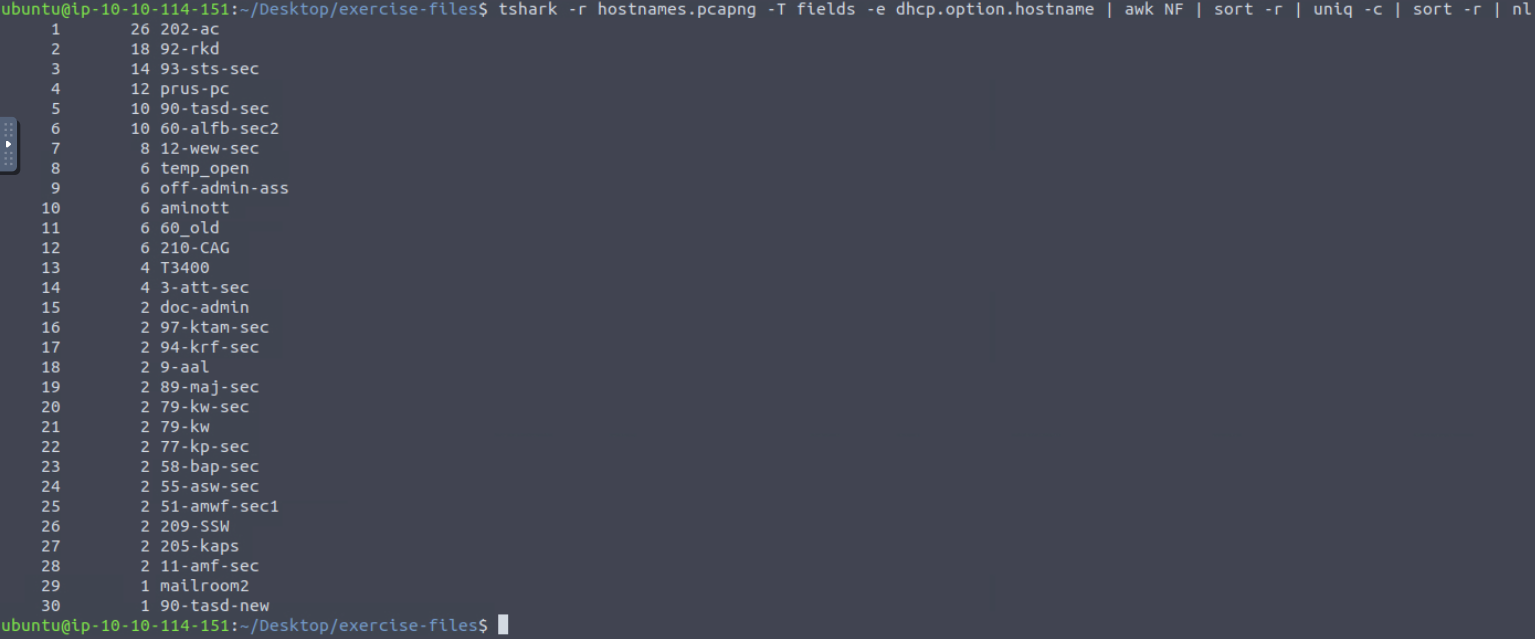 ubuntu@ip-10-10-114-151:~/Desktop/exercise-files$ tshark -r hostnames.pcapng -T fields -e dhcp.option.hostname | awk NF | sort -r | uniq -c | sort -r | nl
1 26 202-ac
2 18 92-rkd
3 14 93-sts-sec
4 12 prus-pc
5 10 90-tasd-sec
6 10 60-alfb-sec2
7 8 12-wew-sec
8 6 temp_open
9 6 off-admin-ass
10 6 aminott
11 6 60_old
12 6 210-CAG
13 4 T3400
14 4 3-att-sec
15 2 doc-admin
16 2 97-ktam-sec
17 2 94-krf-sec
18 2 9-aal
19 2 89-maj-sec
20 2 79-kw-sec
21 2 79-kw
22 2 77-kp-sec
23 2 58-bap-sec
24 2 55-asw-sec
25 2 51-amwf-sec1
26 2 209-SSW
27 2 205-kaps
28 2 11-amf-sec
29 1 mailroom2
30 1 90-tasd-new
ubuntu@ip-10-10-114-151:~/Desktop/exercise-files$